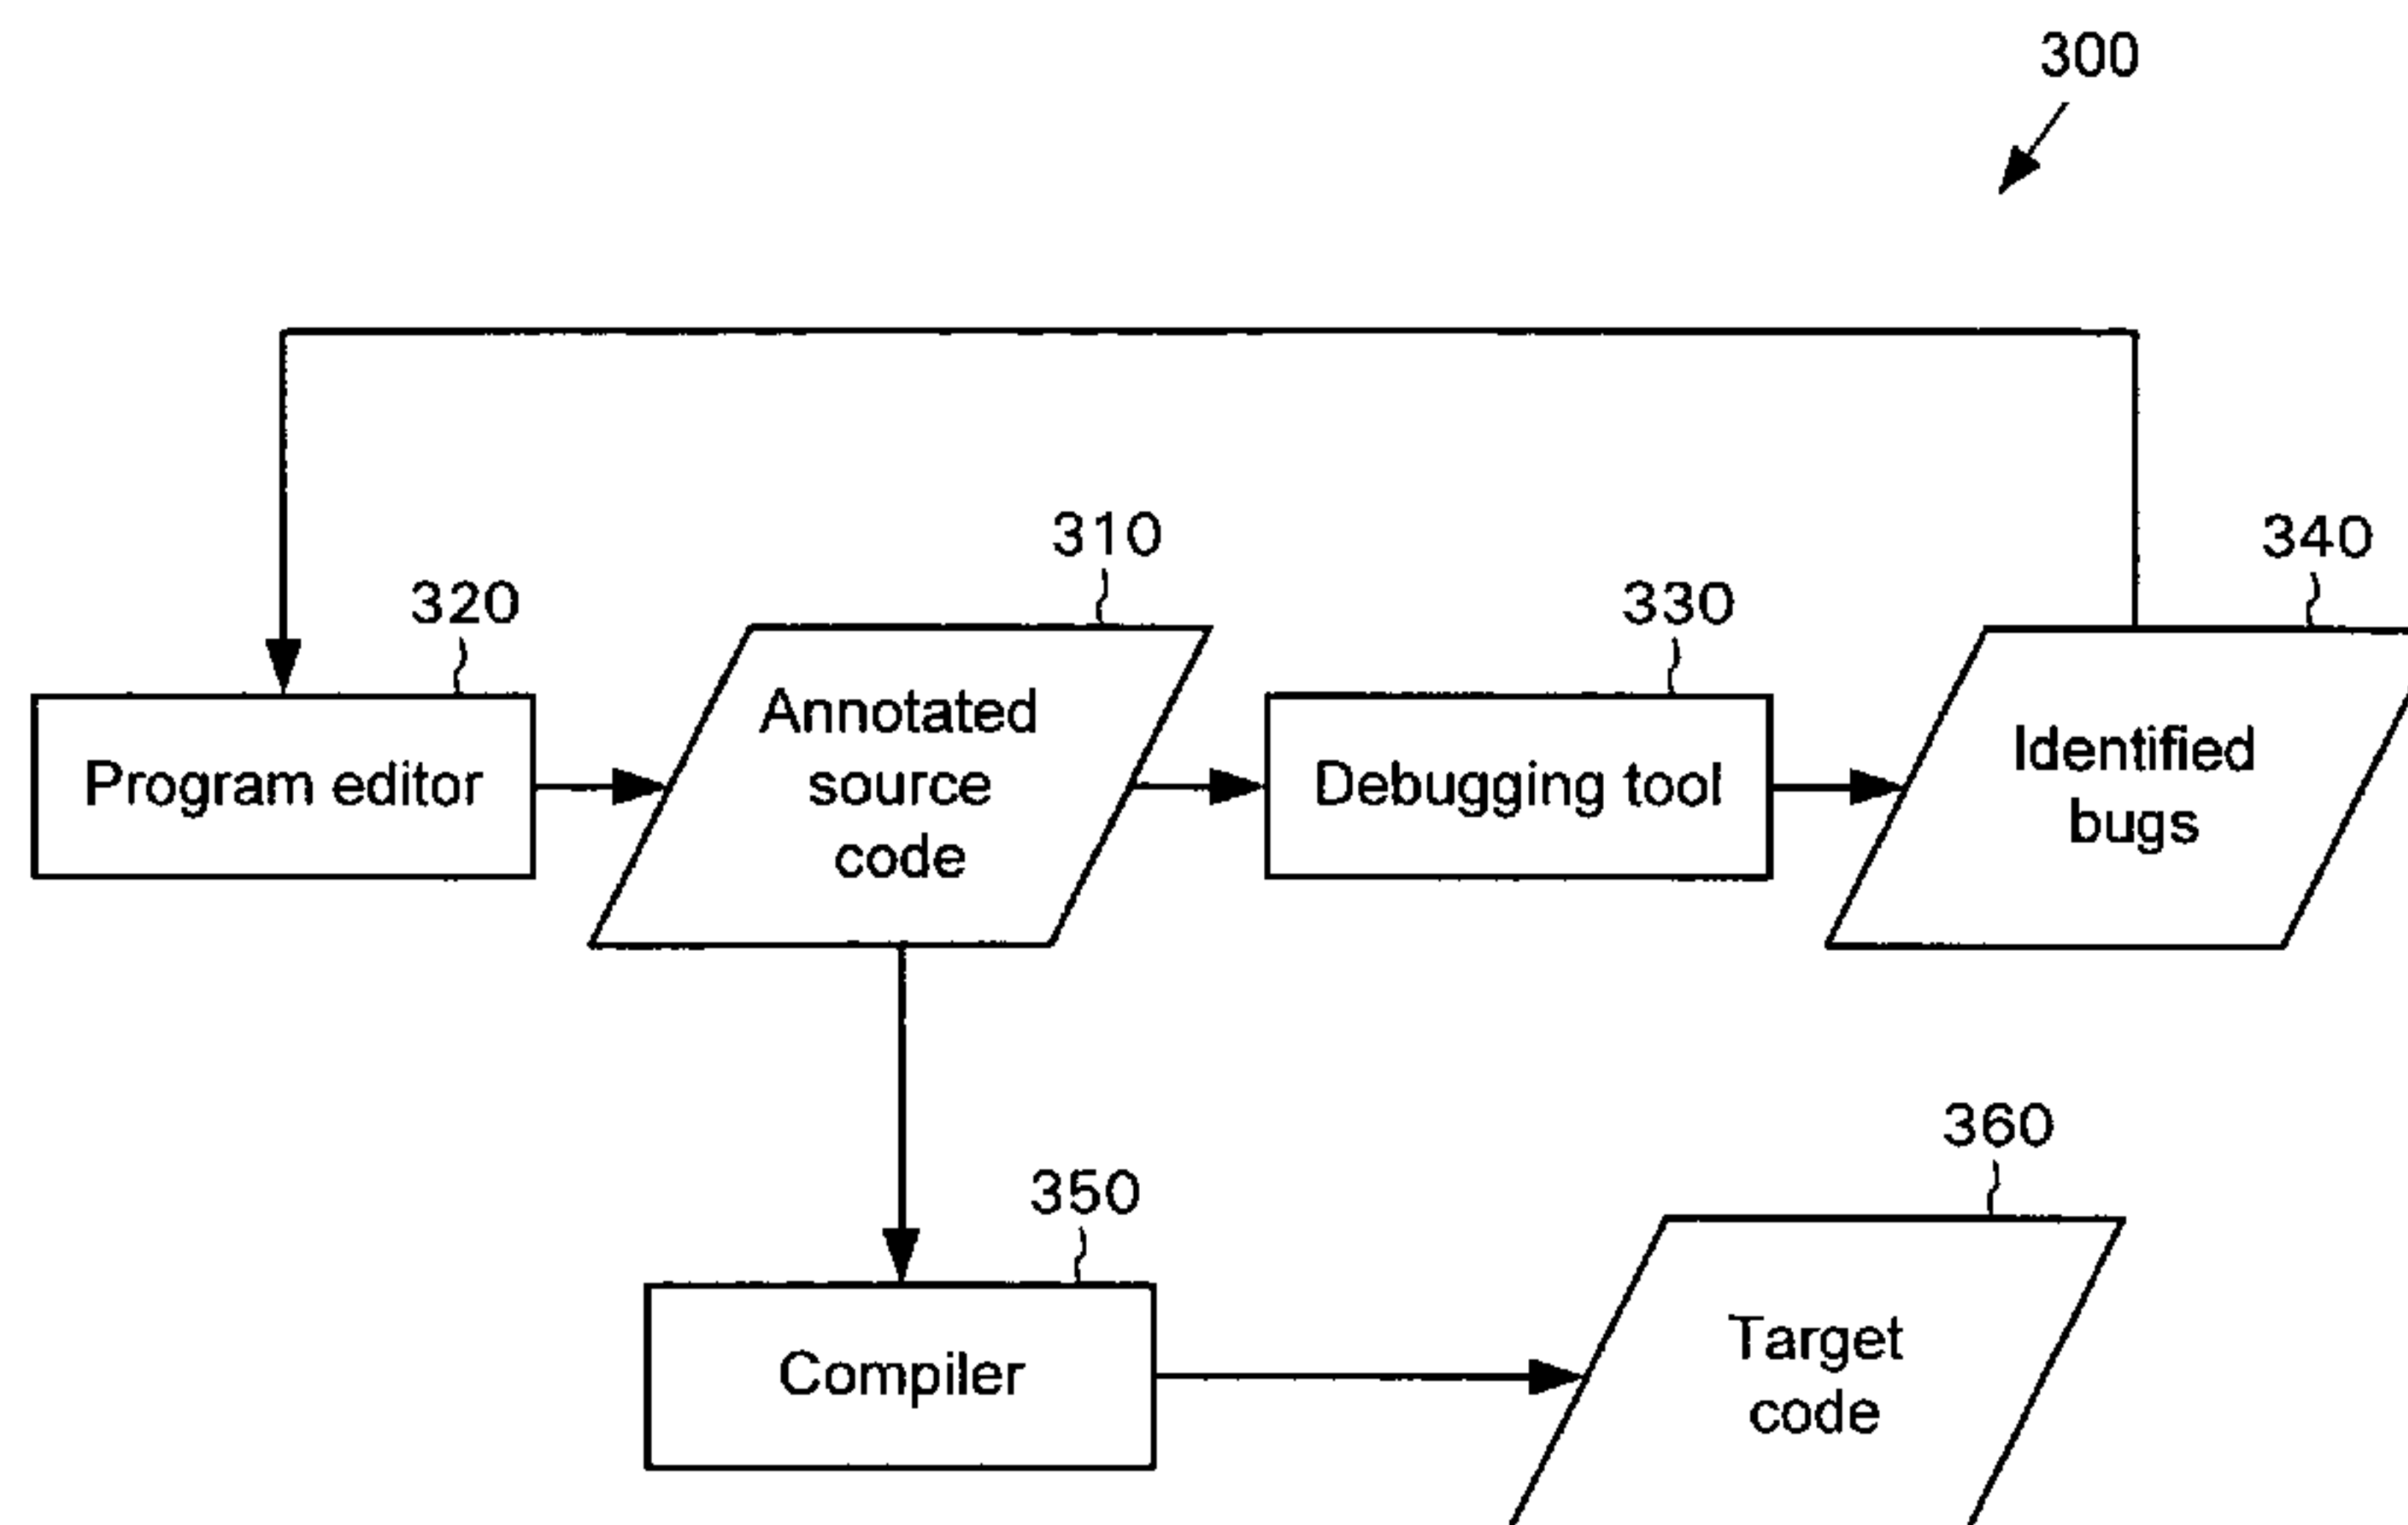 300
310
340
320
330
Annotated
source
code
Program editor
Debugging tool
Identified
bugs
360
350
Compiler
Target
code